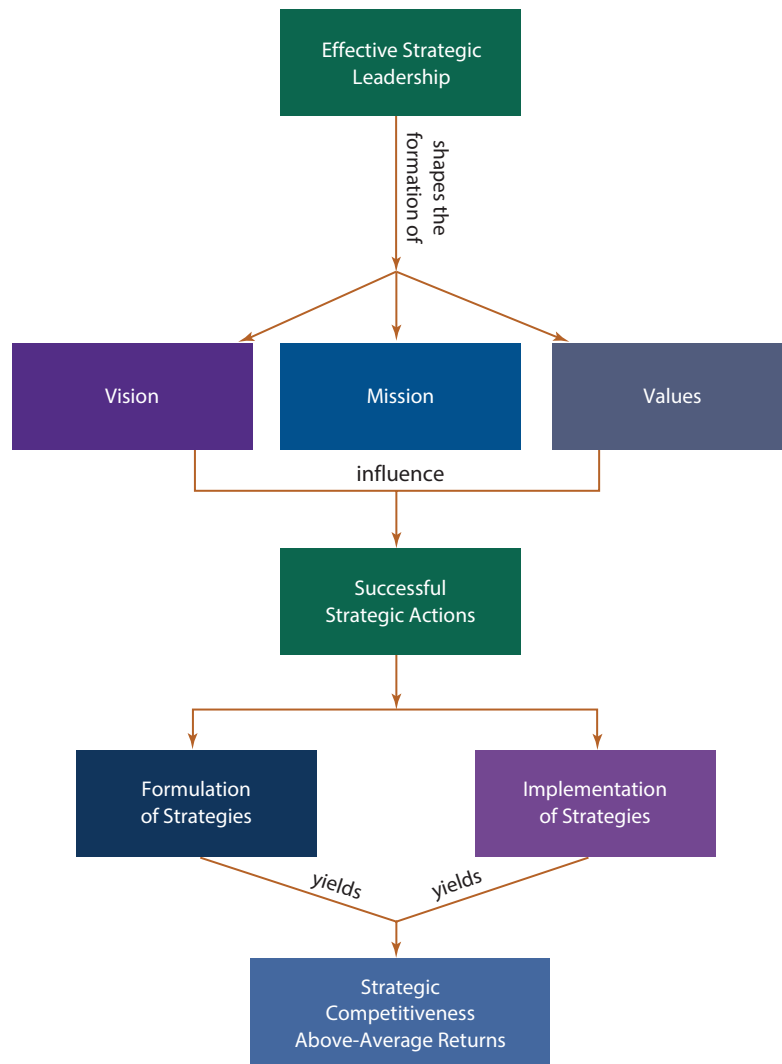 Effective Strategic
Leadership
shapes the
formation of
Vision
Mission
Values
influence
Successful
Strategic Actions
Formulation
of Strategies
Implementation
of Strategies
yields
yields
Strategic
Competitiveness
Above-Average Returns